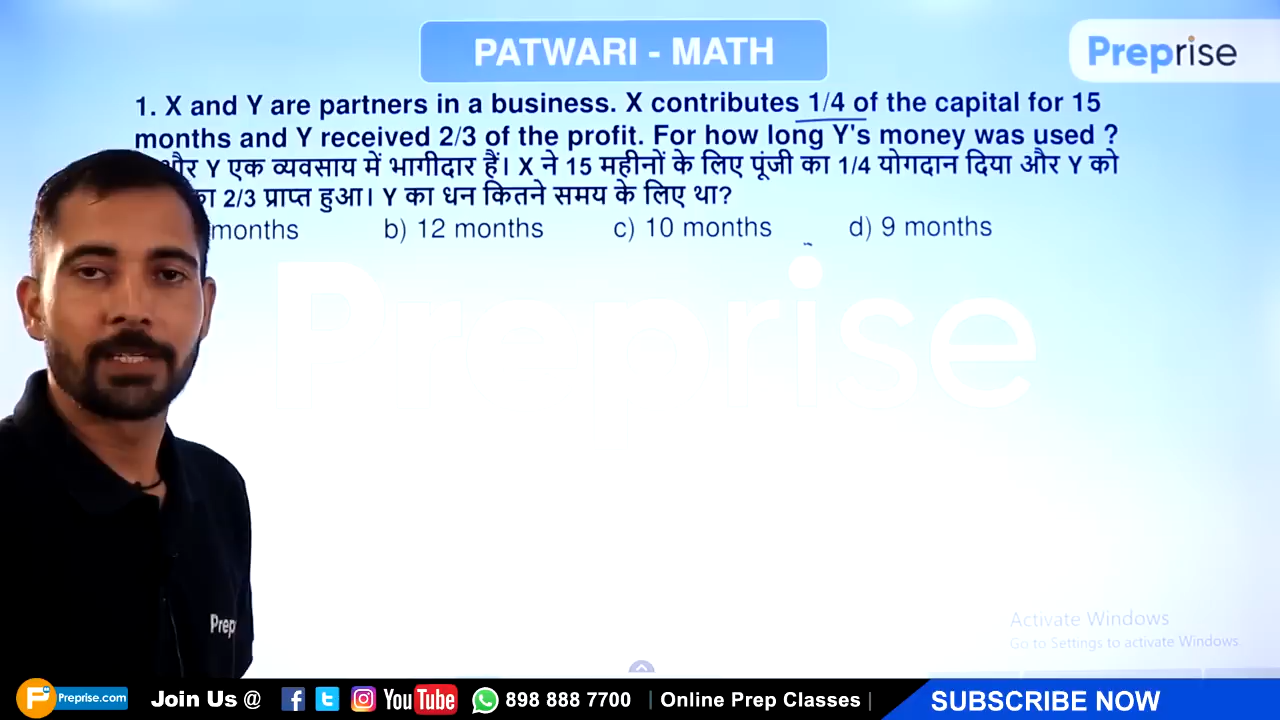 PATWARI - MATH
Preprise
1. X and Y are partners in a business. X contributes 1/4 of the capital for 15
months and Y received 2/3 of the profit. For how long Y's money was used ?
Y एक व्यवसाय में भागीदार हैं। X ने 15 महीनों के लिए पूंजी का 1/4 योगदान दिया और Y को
2/3 प्राप्त हुआ। Y का धन कितने समय के लिए था?
months b) 12 months c) 10 months d) 9 months
Preprise
Prep
Activate Windows
Go to Settings to activate Windows
Preprise.com Join Us @ YouTube 898 888 7700 | Online Prep Classes | SUBSCRIBE NOW